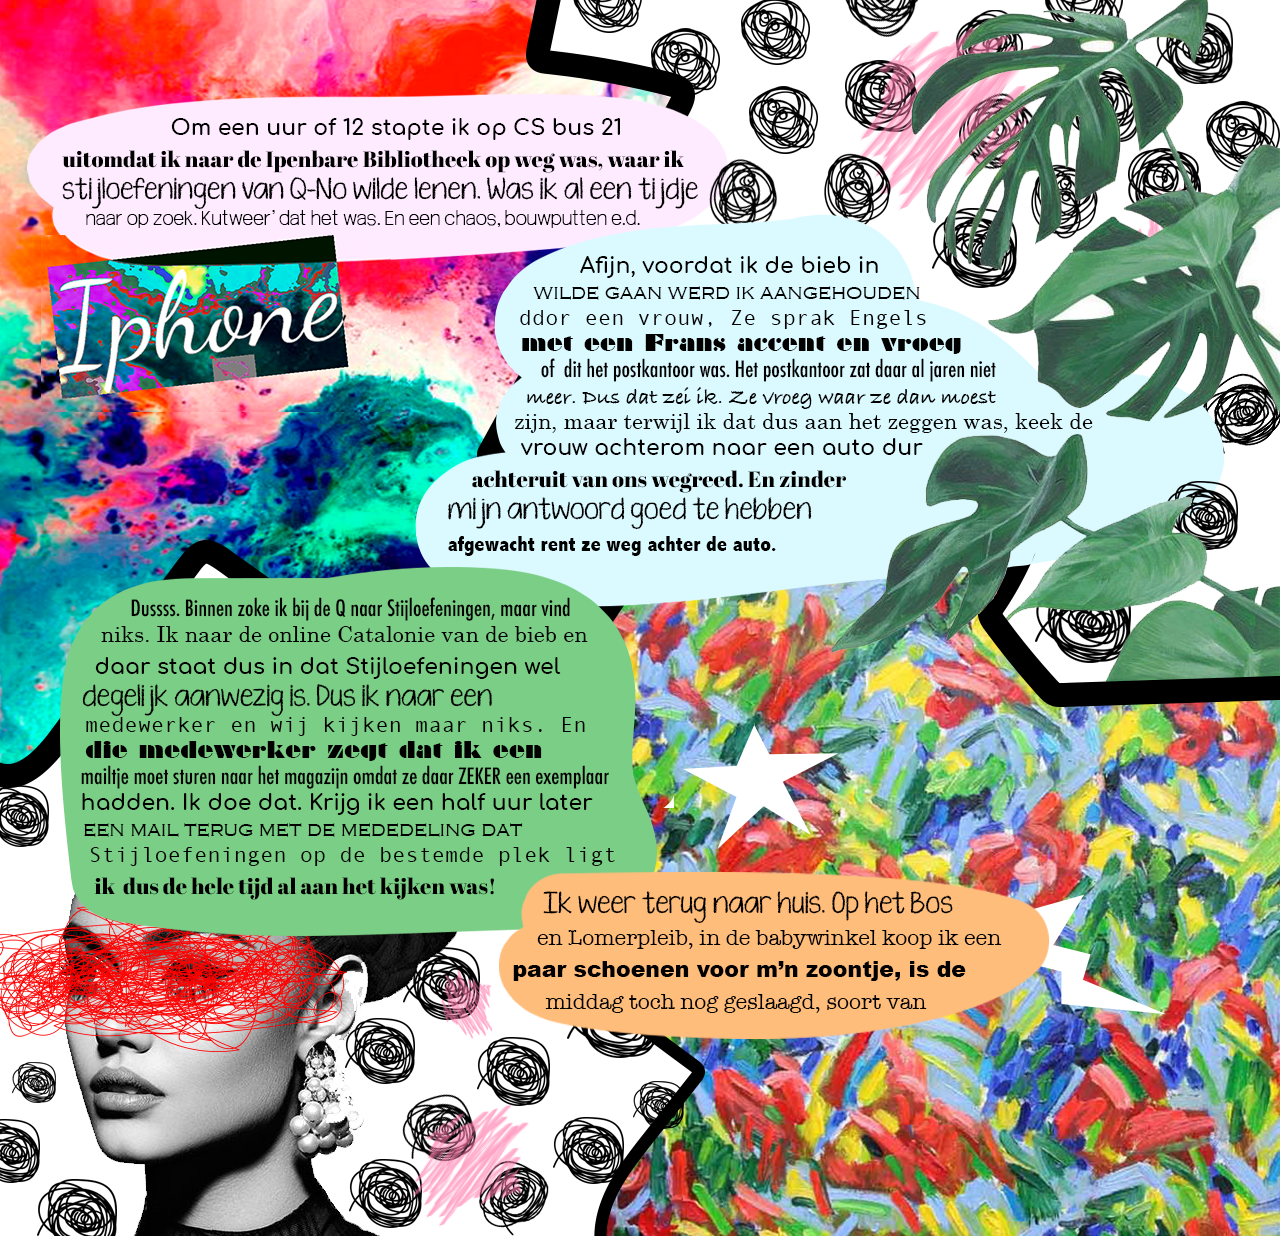 Om een uur of 12 stapte ik op CS bus 21
uitomdat ik naar de Ipenbare Bibliotheek op weg was, waar ik
stijloefeningen van Q-No wilde lenen. Was ik al een tijdje
naar op zoek. Kutweer' dat het was. En een chaos, bouwputten e.d.
Iphone
Afijn, voordat ik de bieb in
WILDE GAAN WERD IK AANGEHOUDEN
ddor een vrouw, Ze sprak Engels
met een Frans accent en vroeg
of dit het postkantoor was. Het postkantoor zat daar al jaren niet
meer. Dus dat zei ik. Ze vroeg waar ze dan moest
zijn, maar terwijl ik dat dus aan het zeggen was, keek de
vrouw achterom naar een auto dur
achteruit van ons wegreed. En zinder
mijn antwoord goed te hebben
afgewacht rent ze weg achter de auto.
Dussss. Binnen zoke ik bij de Q naar Stijloefeningen, maar vind
niks. Ik naar de online Catalonie van de bieb en
daar staat dus in dat Stijloefeningen wel
degelijk aanwezig is. Dus ik naar een
medewerker en wij kijken maar niks. En
die medewerker zegt dat ik een
mailtje moet sturen naar het magazijn omdat ze daar ZEKER een exemplaar
hadden. Ik doe dat. Krijg ik een half uur later
EEN MAIL TERUG MET DE MEDEDELING DAT
Stijloefeningen op de bestemde plek ligt
ik dus de hele tijd al aan het kijken was!
Ik weer terug naar huis. Op het Bos
en Lomerpleib, in de babywinkel koop ik een
paar schoenen voor m'n zoontje, is de
middag toch nog geslaagd, soort van